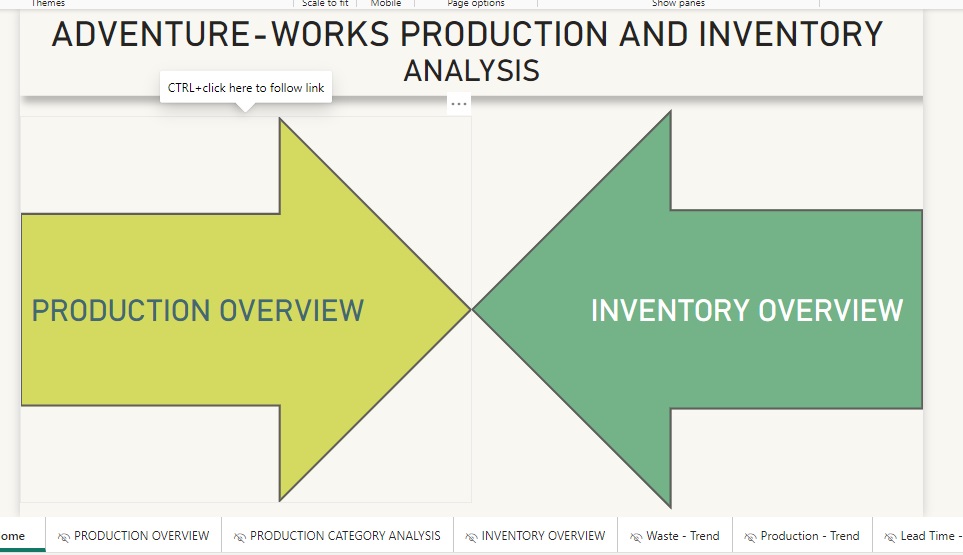 Themes
Scale to fit
Mobile
Page options
Show panes
ADVENTURE-WORKS PRODUCTION AND INVENTORY
ANALYSIS
CTRL+click here to follow link
PRODUCTION OVERVIEW
INVENTORY OVERVIEW
ome
PRODUCTION OVERVIEW
PRODUCTION CATEGORY ANALYSIS
INVENTORY OVERVIEW
Waste - Trend
Production - Trend
Lead Time -